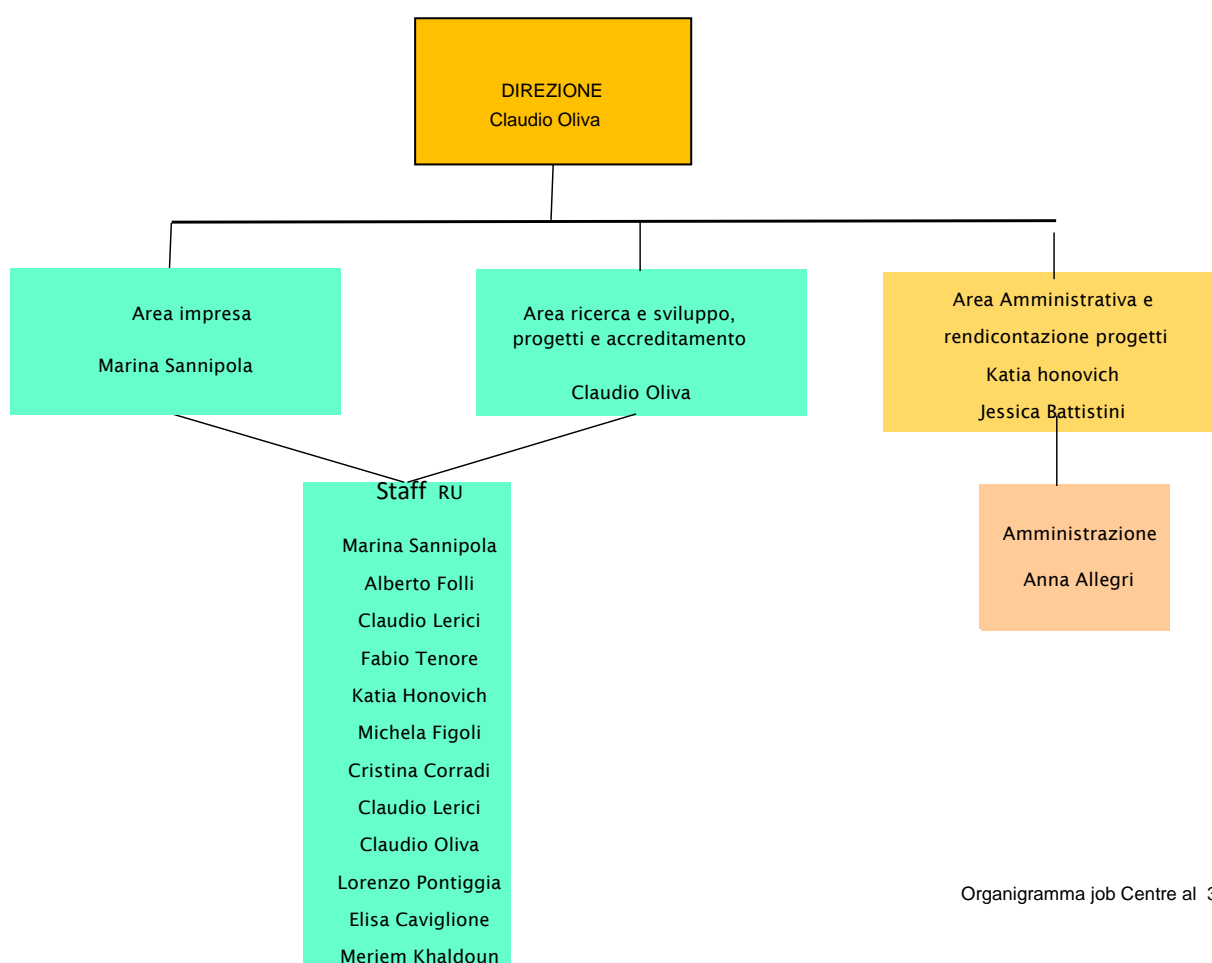 DIREZIONE
Claudio Oliva
Area impresa
Marina Sannipola
Area ricerca e sviluppo,
progetti e accreditamento
Claudio Oliva
Area Amministrativa e
rendicontazione progetti
Katia honovich
Jessica Battistini
Staff RU
Marina Sannipola
Alberto Folli
Claudio Lerici
Fabio Tenore
Katia Honovich
Michela Figoli
Cristina Corradi
Claudio Lerici
Claudio Oliva
Lorenzo Pontiggia
Elisa Caviglione
Meriem Khaldoun
Amministrazione
Anna Allegri
Organigramma job Centre al